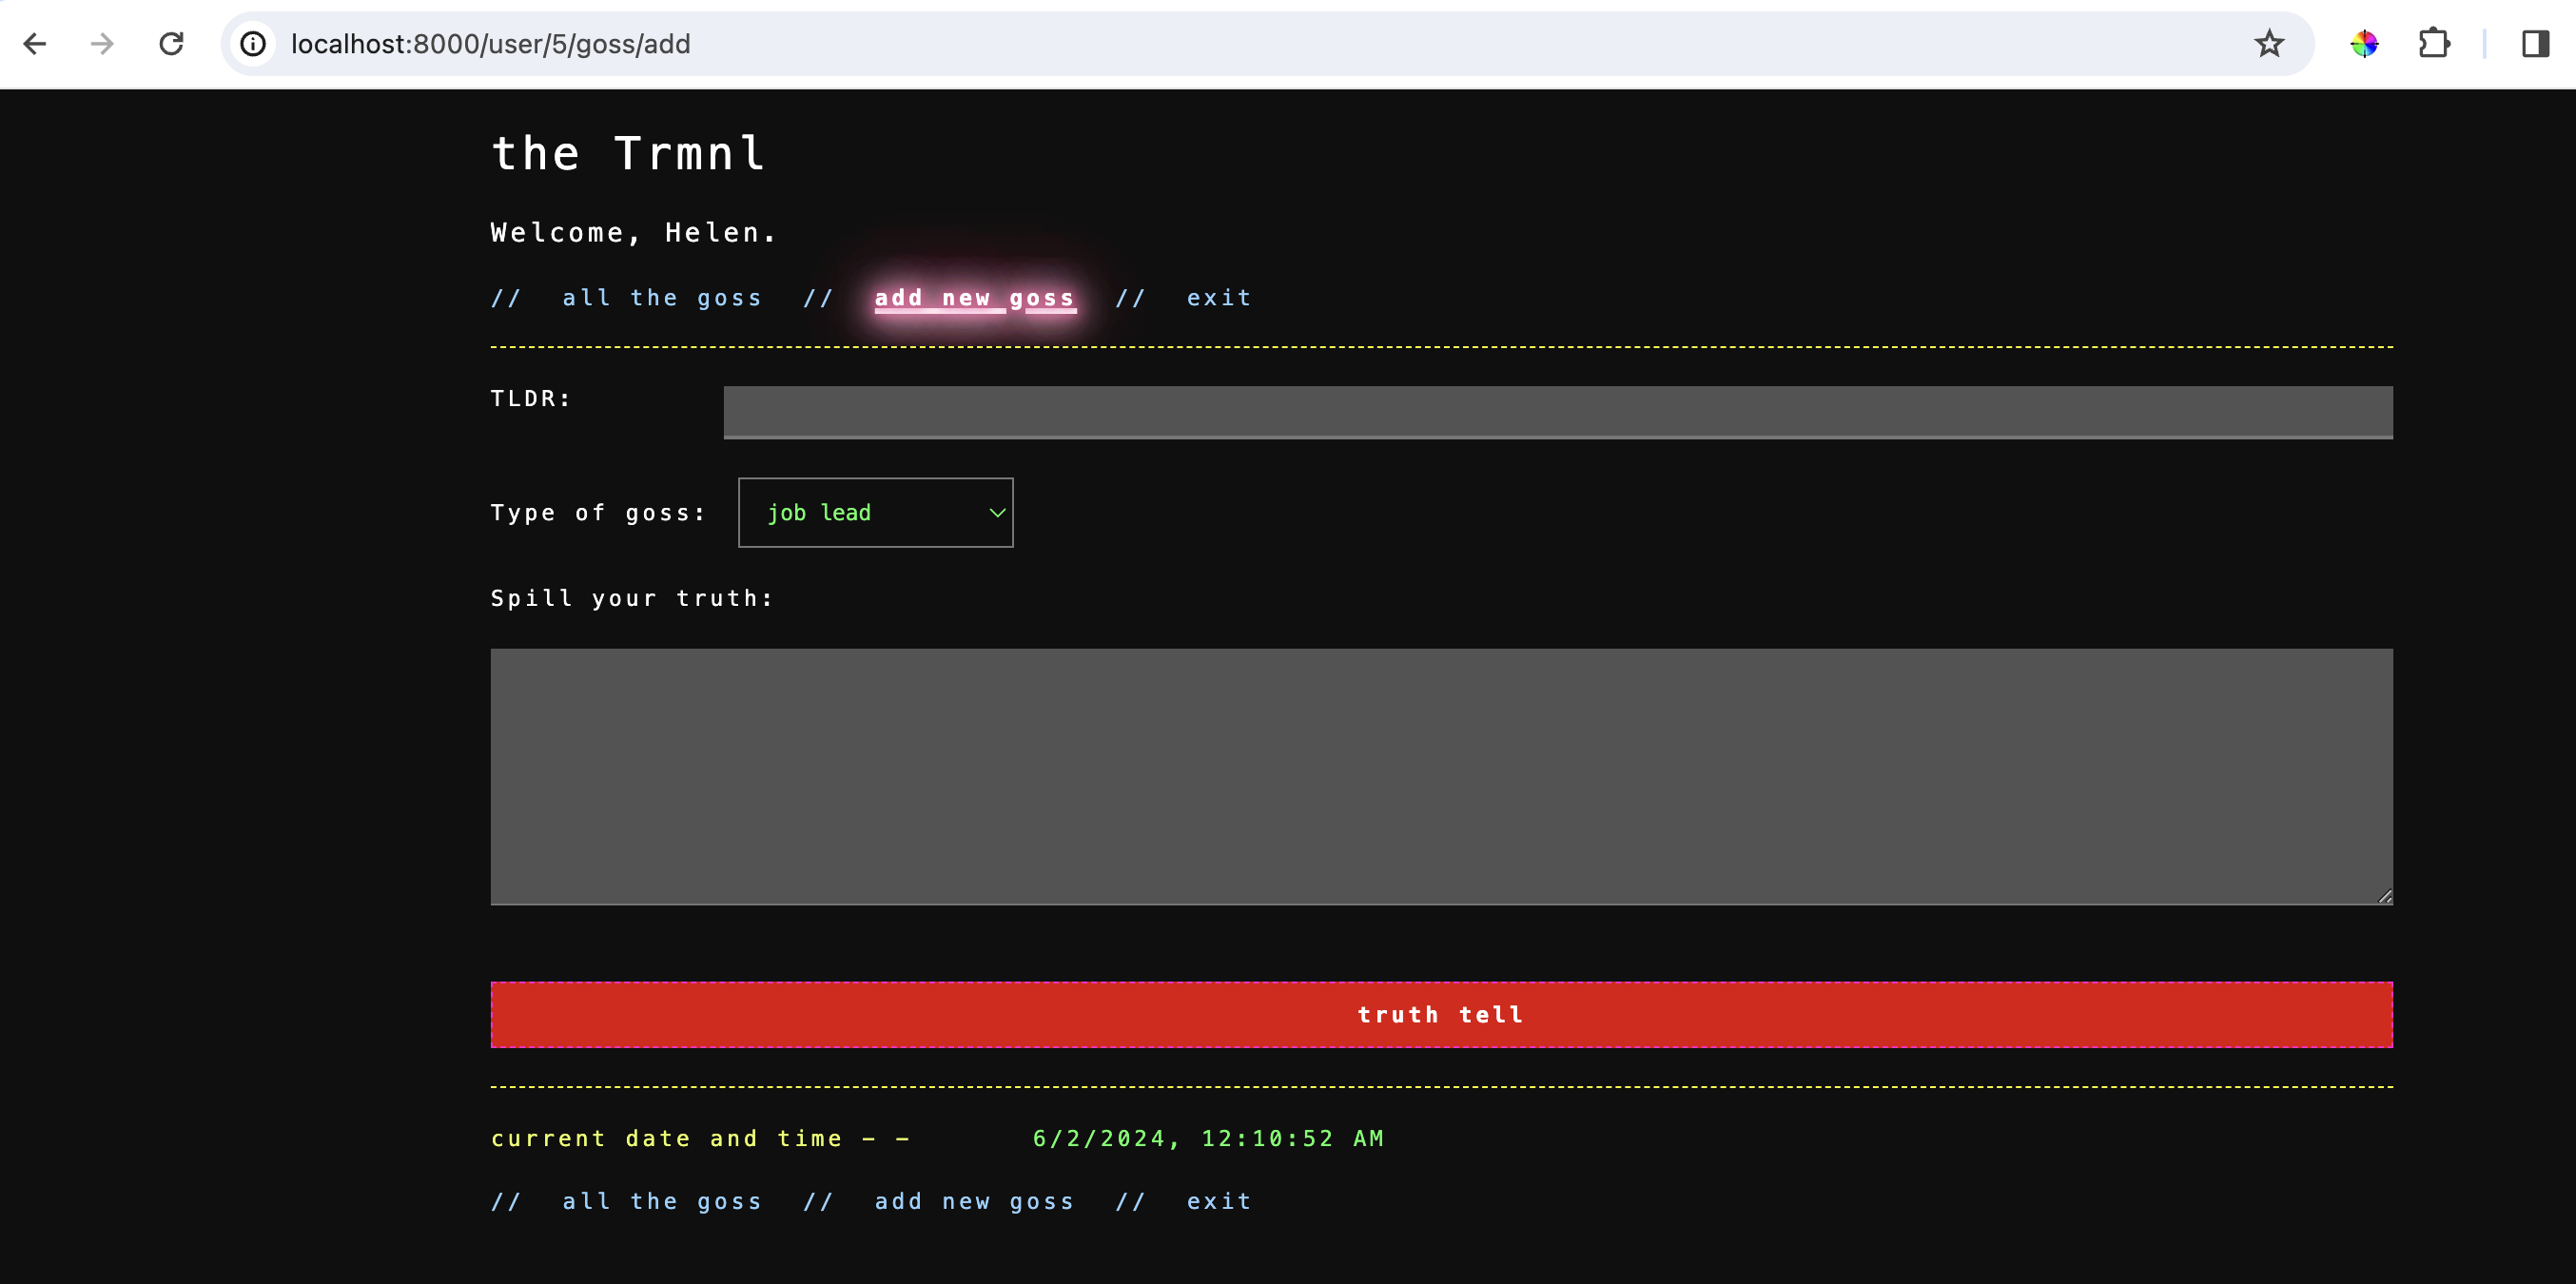 localhost:8000/user/5/goss/add
the Trmnl
Welcome, Helen.
// all the goss // add new goss // exit
TLDR:
Type of goss: job lead
Spill your truth:
truth tell
current date and time - - 6/2/2024, 12:10:52 AM
// all the goss // add new goss // exit